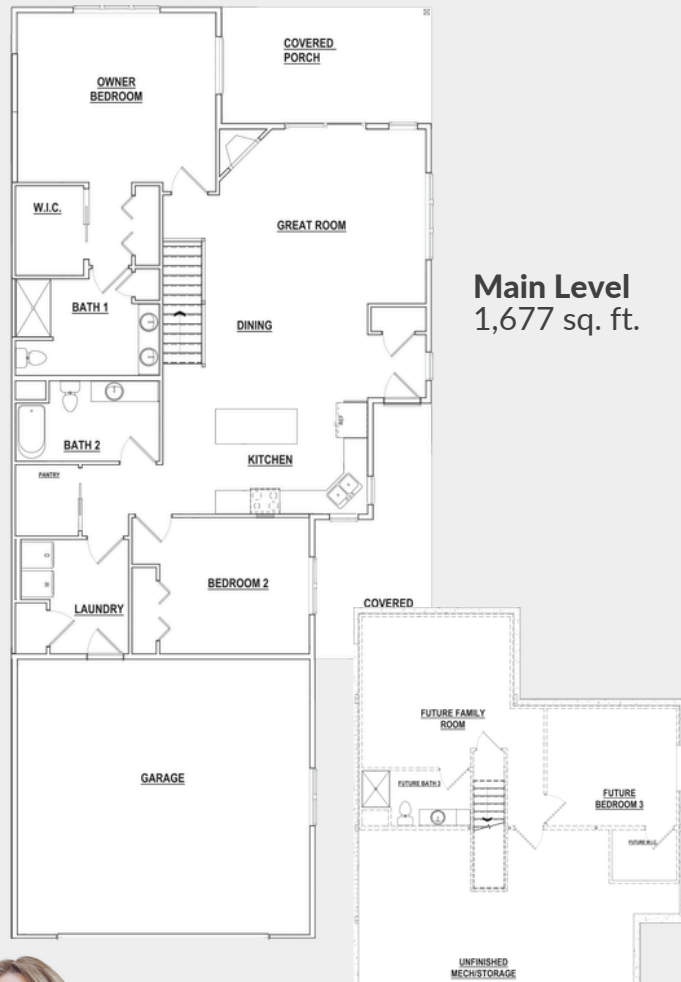 COVERED
PORCH
OWNER
BEDROOM
W.I.C.
GREAT ROOM
Main Level
1,677 sq. ft.
BATH 1
DINING
REF
BATH 2
KITCHEN
PANTRY
D
BEDROOM 2
LAUNDRY
COVERED
FUTURE FAMILY
ROOM
GARAGE
FUTURE BATH 3
FUTURE
BEDROOM 3
FUTURE W.I.C.
UNFINISHED
MECH/STORAGE